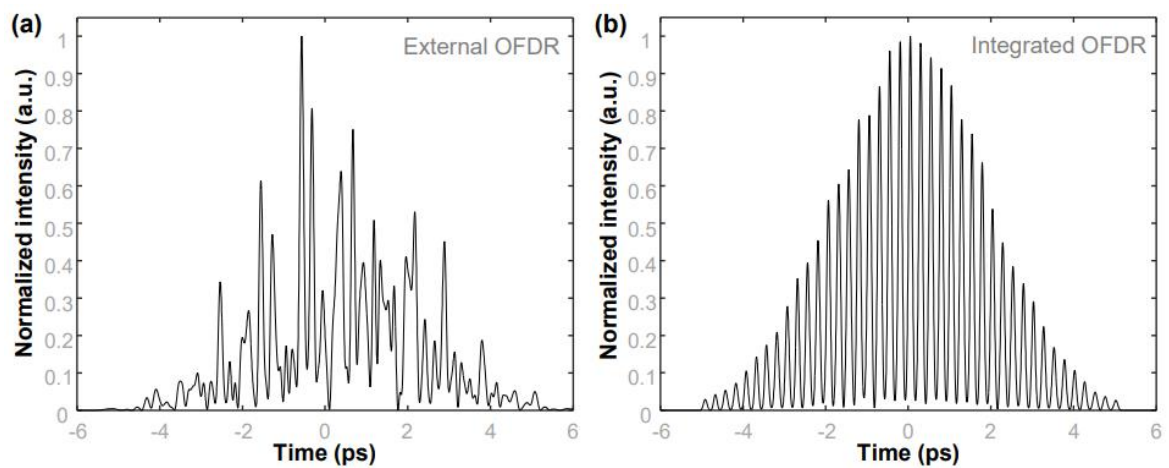 (a)
External OFDR
Normalized intensity (a.u.)
1
0.9
0.8
0.7
0.6
0.5
0.4
0.3
0.2
0.1
0
-6 -4 -2 0 2 4 6
Time (ps)
(b)
Integrated OFDR
Normalized intensity (a.u.)
1
0.9
0.8
0.7
0.6
0.5
0.4
0.3
0.2
0.1
0
-6 -4 -2 0 2 4 6
Time (ps)